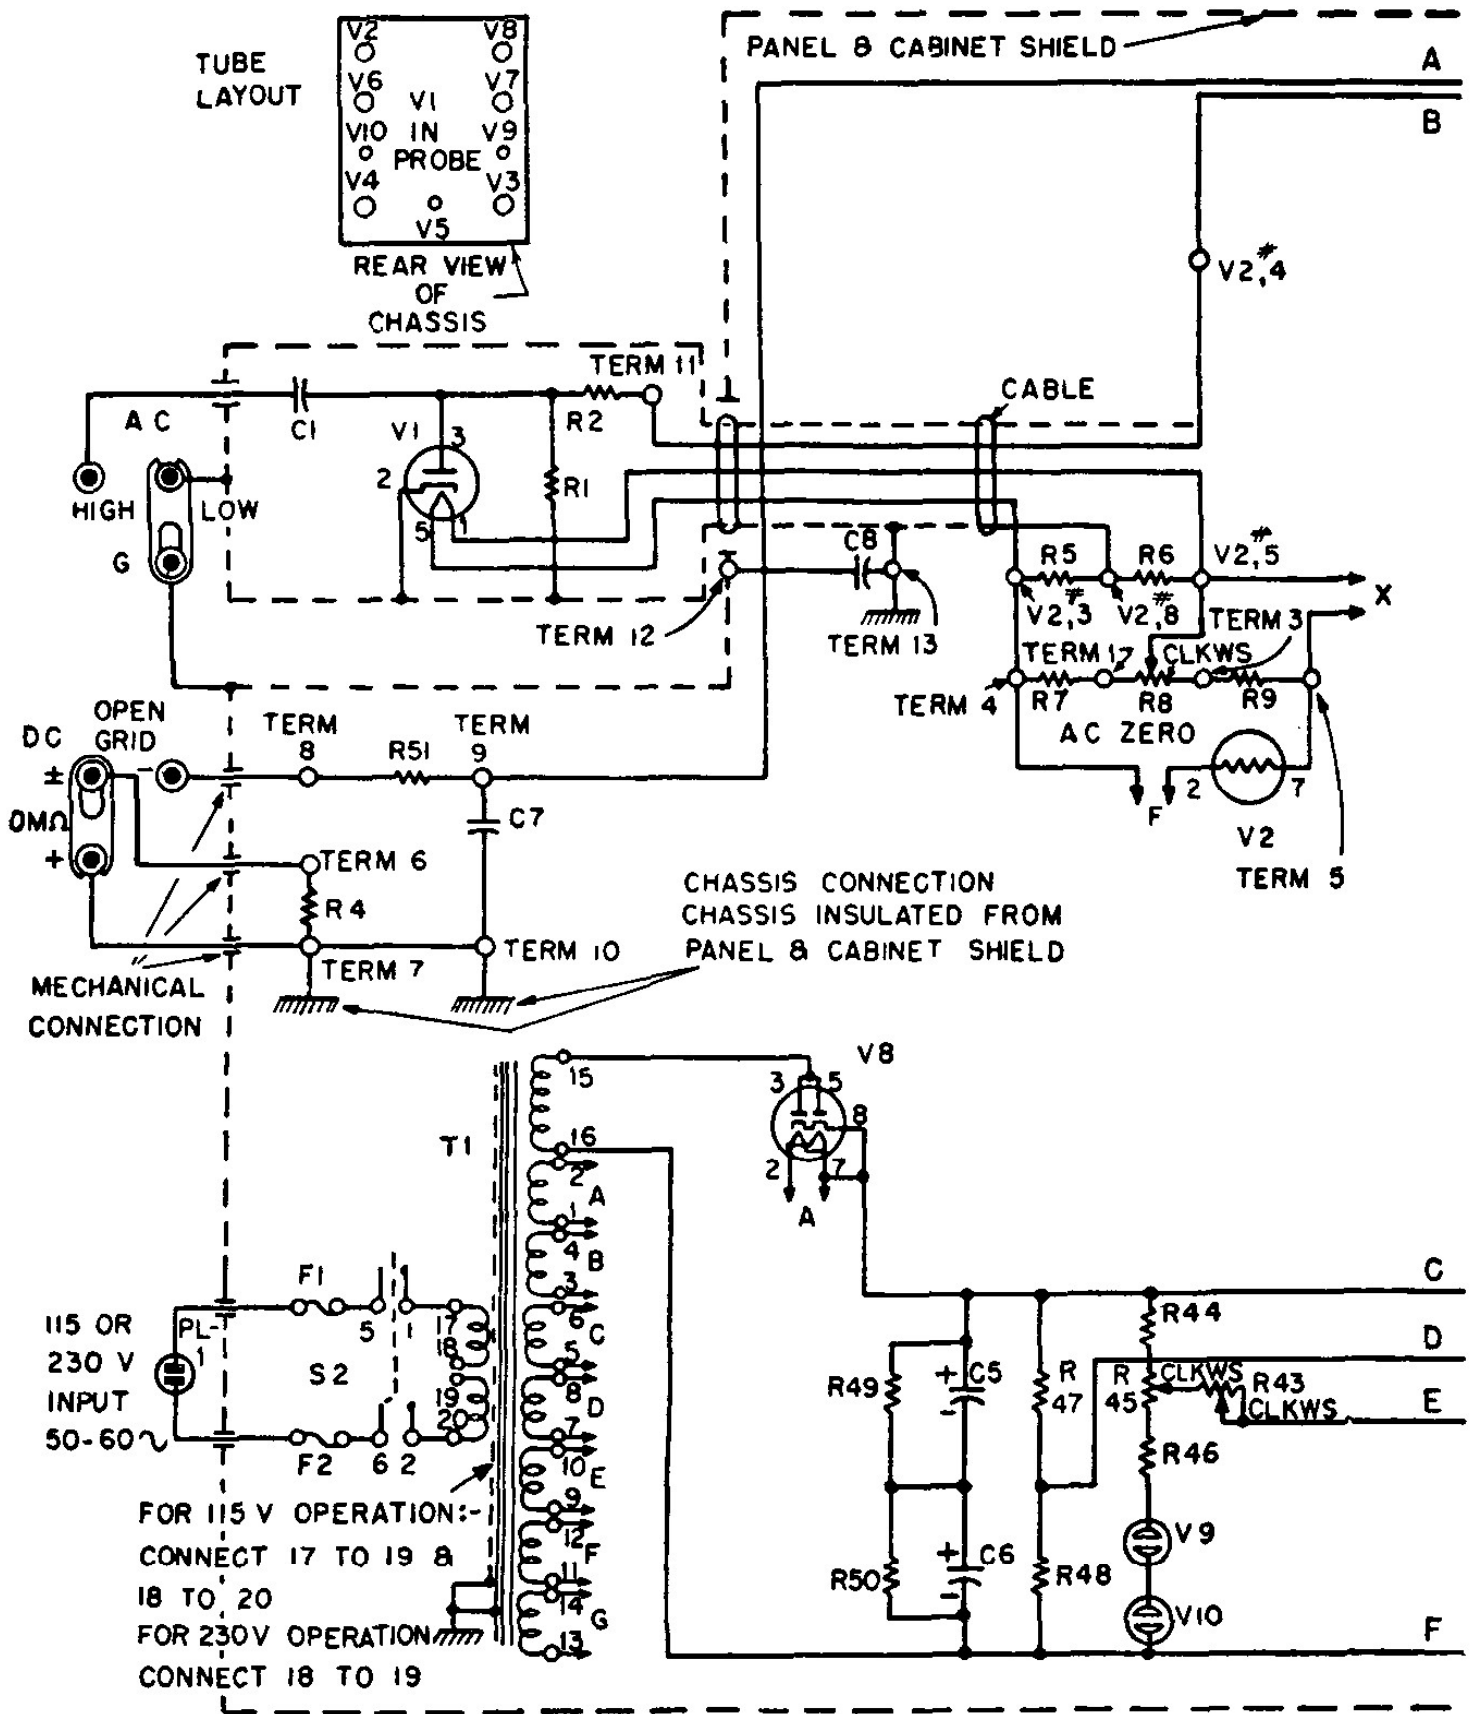 TUBE
LAYOUT
V2
V8
V6
V7
V1
V10
IN
V9
PROBE
V4
V3
V5
REAR VIEW
OF
CHASSIS
PANEL & CABINET SHIELD
A
B
V2,4
#
TERM 11
CABLE
A C
C1
R2
V1
3
2
R1
5
1
HIGH
LOW
G
C8
R5
R6
V2,5
#
X
V2,3
#
V2,8
#
TERM 3
TERM 12
TERM 13
TERM 17
CLKWS
TERM 4
R7
R8
R9
AC ZERO
2
7
F
V2
TERM 5
DC
OPEN
GRID
TERM
8
TERM
9
±
-
R51
C7
OMΩ
+
TERM 6
R4
TERM 7
TERM 10
CHASSIS CONNECTION
CHASSIS INSULATED FROM
PANEL & CABINET SHIELD
MECHANICAL
CONNECTION
T1
15
16
2
A
1
4
B
3
6
C
5
8
D
7
10
E
9
12
F
11
14
G
13
V8
3
5
8
2
7
A
F1
5
1
17
18
115 OR
230 V
INPUT
50-60~
PL-
1
S2
19
20
F2
6
2
FOR 115 V OPERATION:-
CONNECT 17 TO 19 &
18 TO 20
FOR 230V OPERATION
CONNECT 18 TO 19
C
R44
D
R49
+
C5
-
R
47
R
45
CLKWS
R43
CLKWS
E
R46
R50
+
C6
-
R48
V9
V10
F